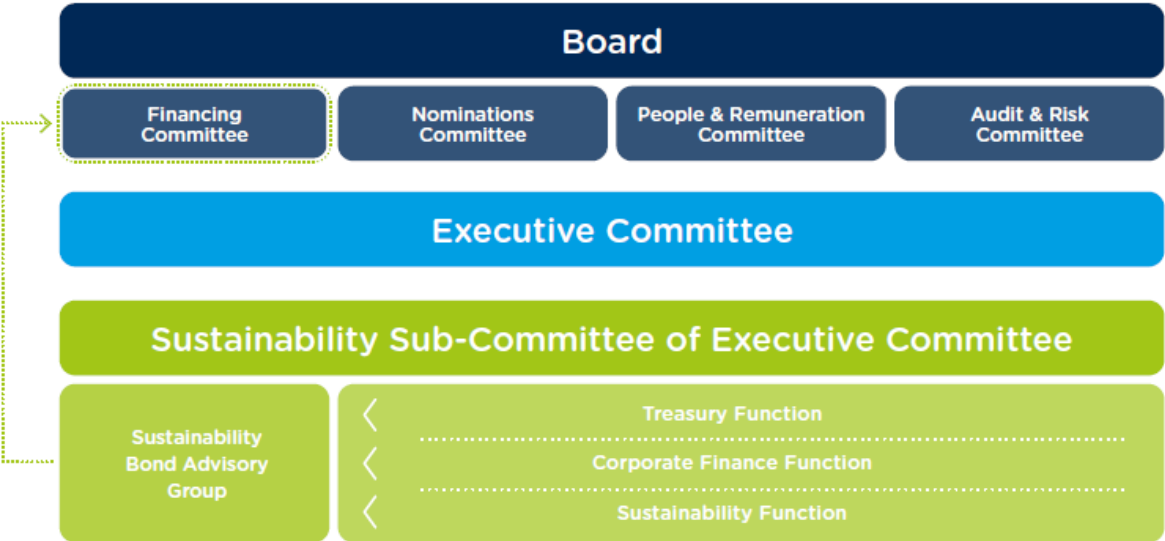 Board
Financing
Committee
Nominations
Committee
People & Remuneration
Committee
Audit & Risk
Committee
Executive Committee
Sustainability Sub-Committee of Executive Committee
Sustainability
Bond Advisory
Group
Treasury Function
Corporate Finance Function
Sustainability Function